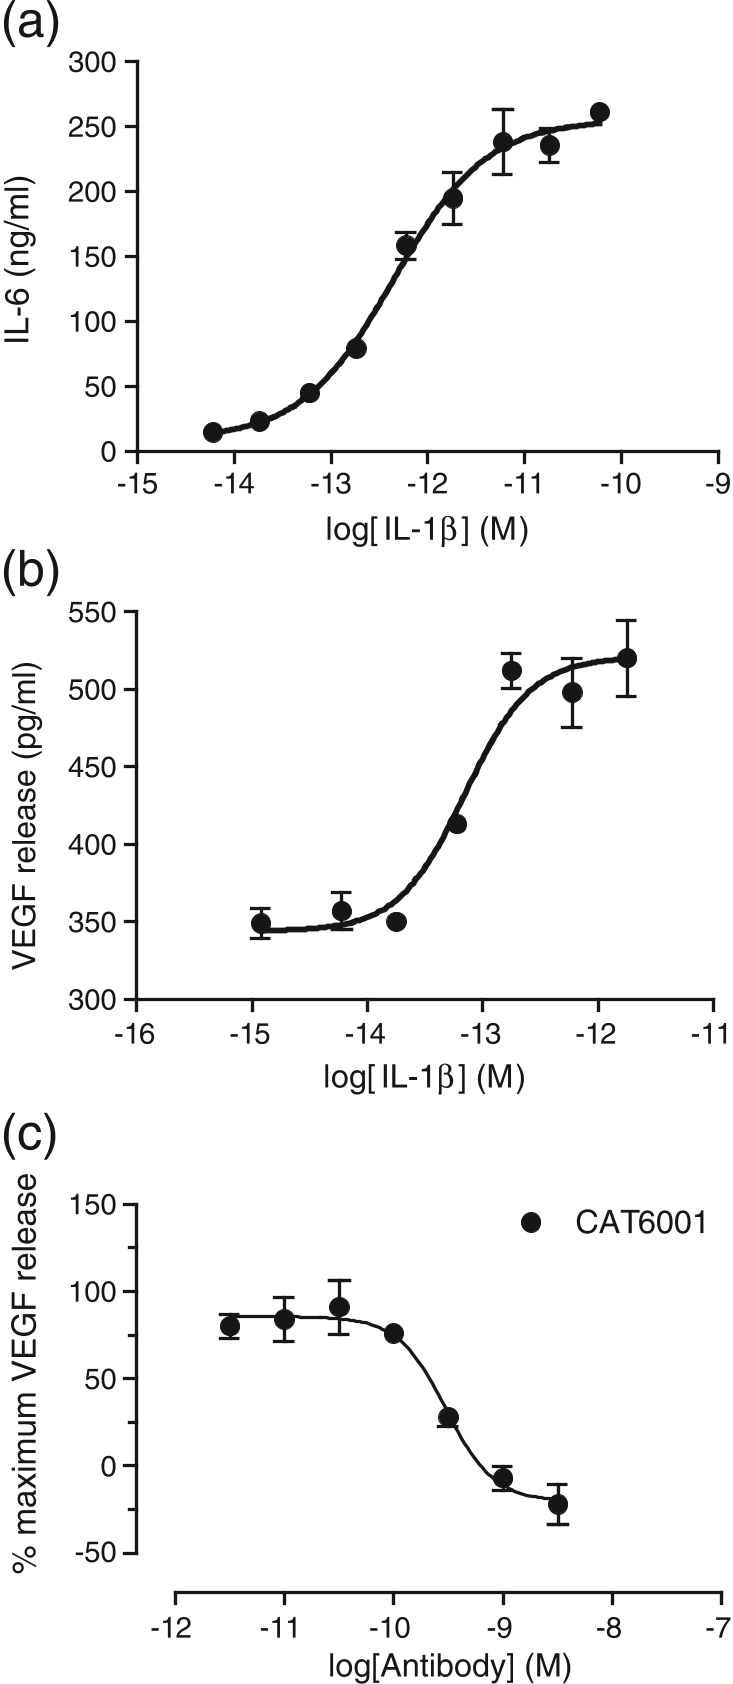 (a)
300
250
200
150
100
50
0
IL-6 (ng/ml)
-15 -14 -13 -12 -11 -10 -9
log[IL-1β] (M)
(b)
550
500
450
400
350
300
VEGF release (pg/ml)
-16 -15 -14 -13 -12 -11
log[IL-1β] (M)
(c)
150
100
50
0
-50
% maximum VEGF release
CAT6001
-12 -11 -10 -9 -8 -7
log[Antibody] (M)